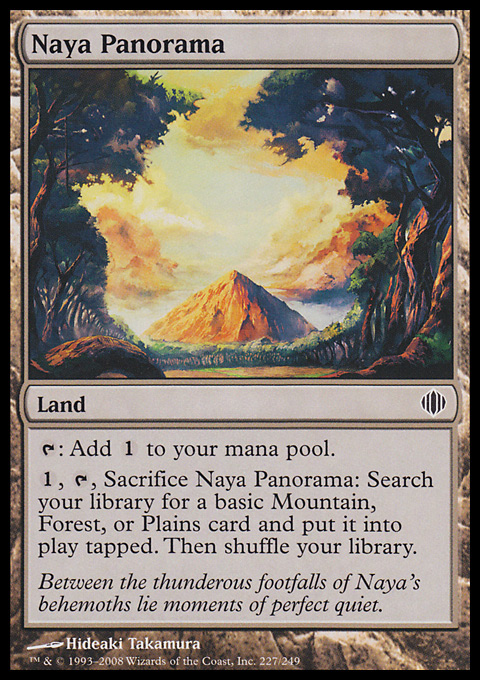 Naya Panorama
Land
: Add 1 to your mana pool.
1, , Sacrifice Naya Panorama: Search
your library for a basic Mountain,
Forest, or Plains card and put it into
play tapped. Then shuffle your library.
Between the thunderous footfalls of Naya's
behemoths lie moments of perfect quiet.
Hideaki Takamura
™ & © 1993–2008 Wizards of the Coast, Inc. 227/249